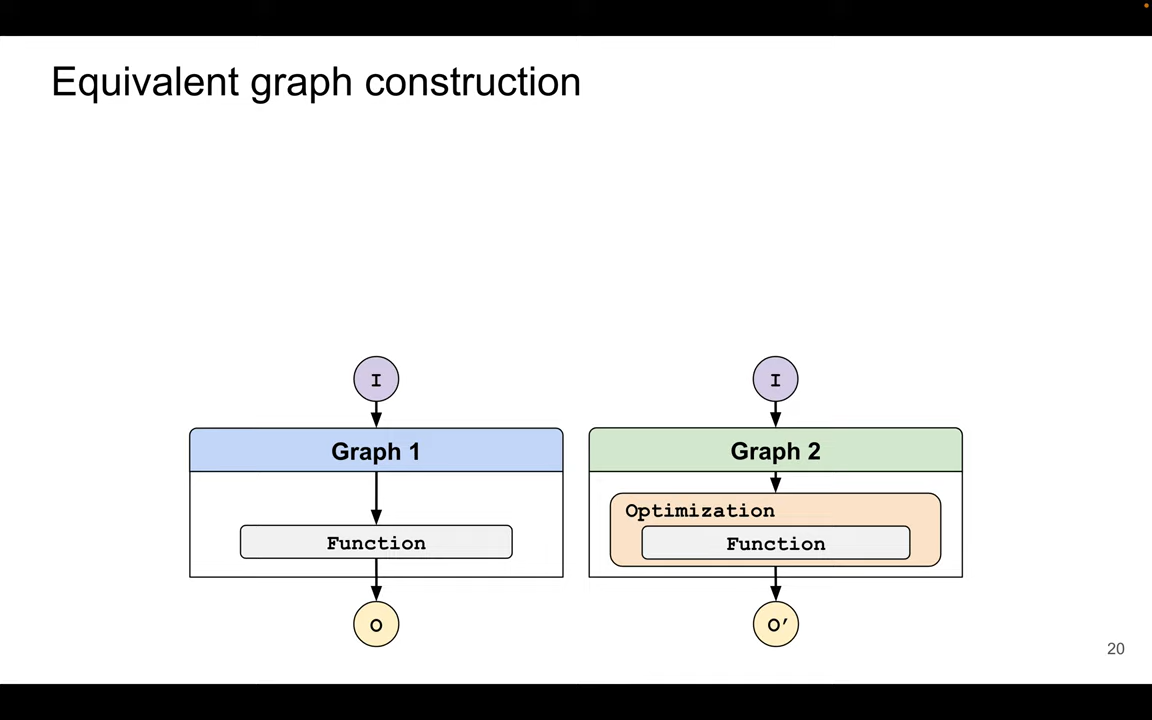 Equivalent graph construction
I
I
Graph 1
Graph 2
Optimization
Function
Function
O
O′
20